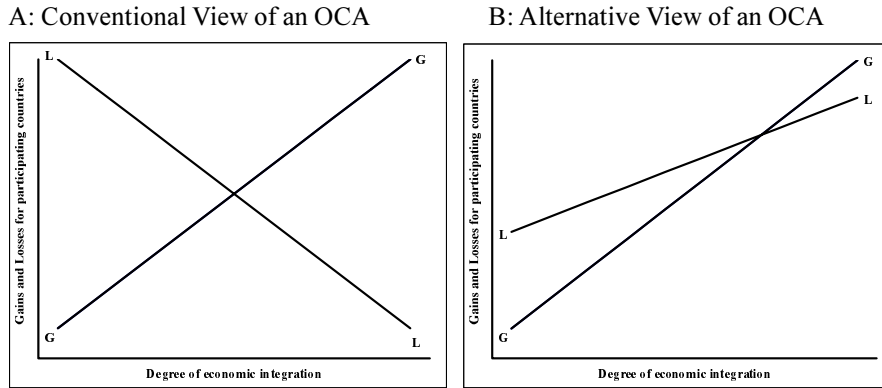 A: Conventional View of an OCA
L
G
G
L
Gains and Losses for participating countries
Degree of economic integration
B: Alternative View of an OCA
G
L
L
G
Gains and Losses for participating countries
Degree of economic integration